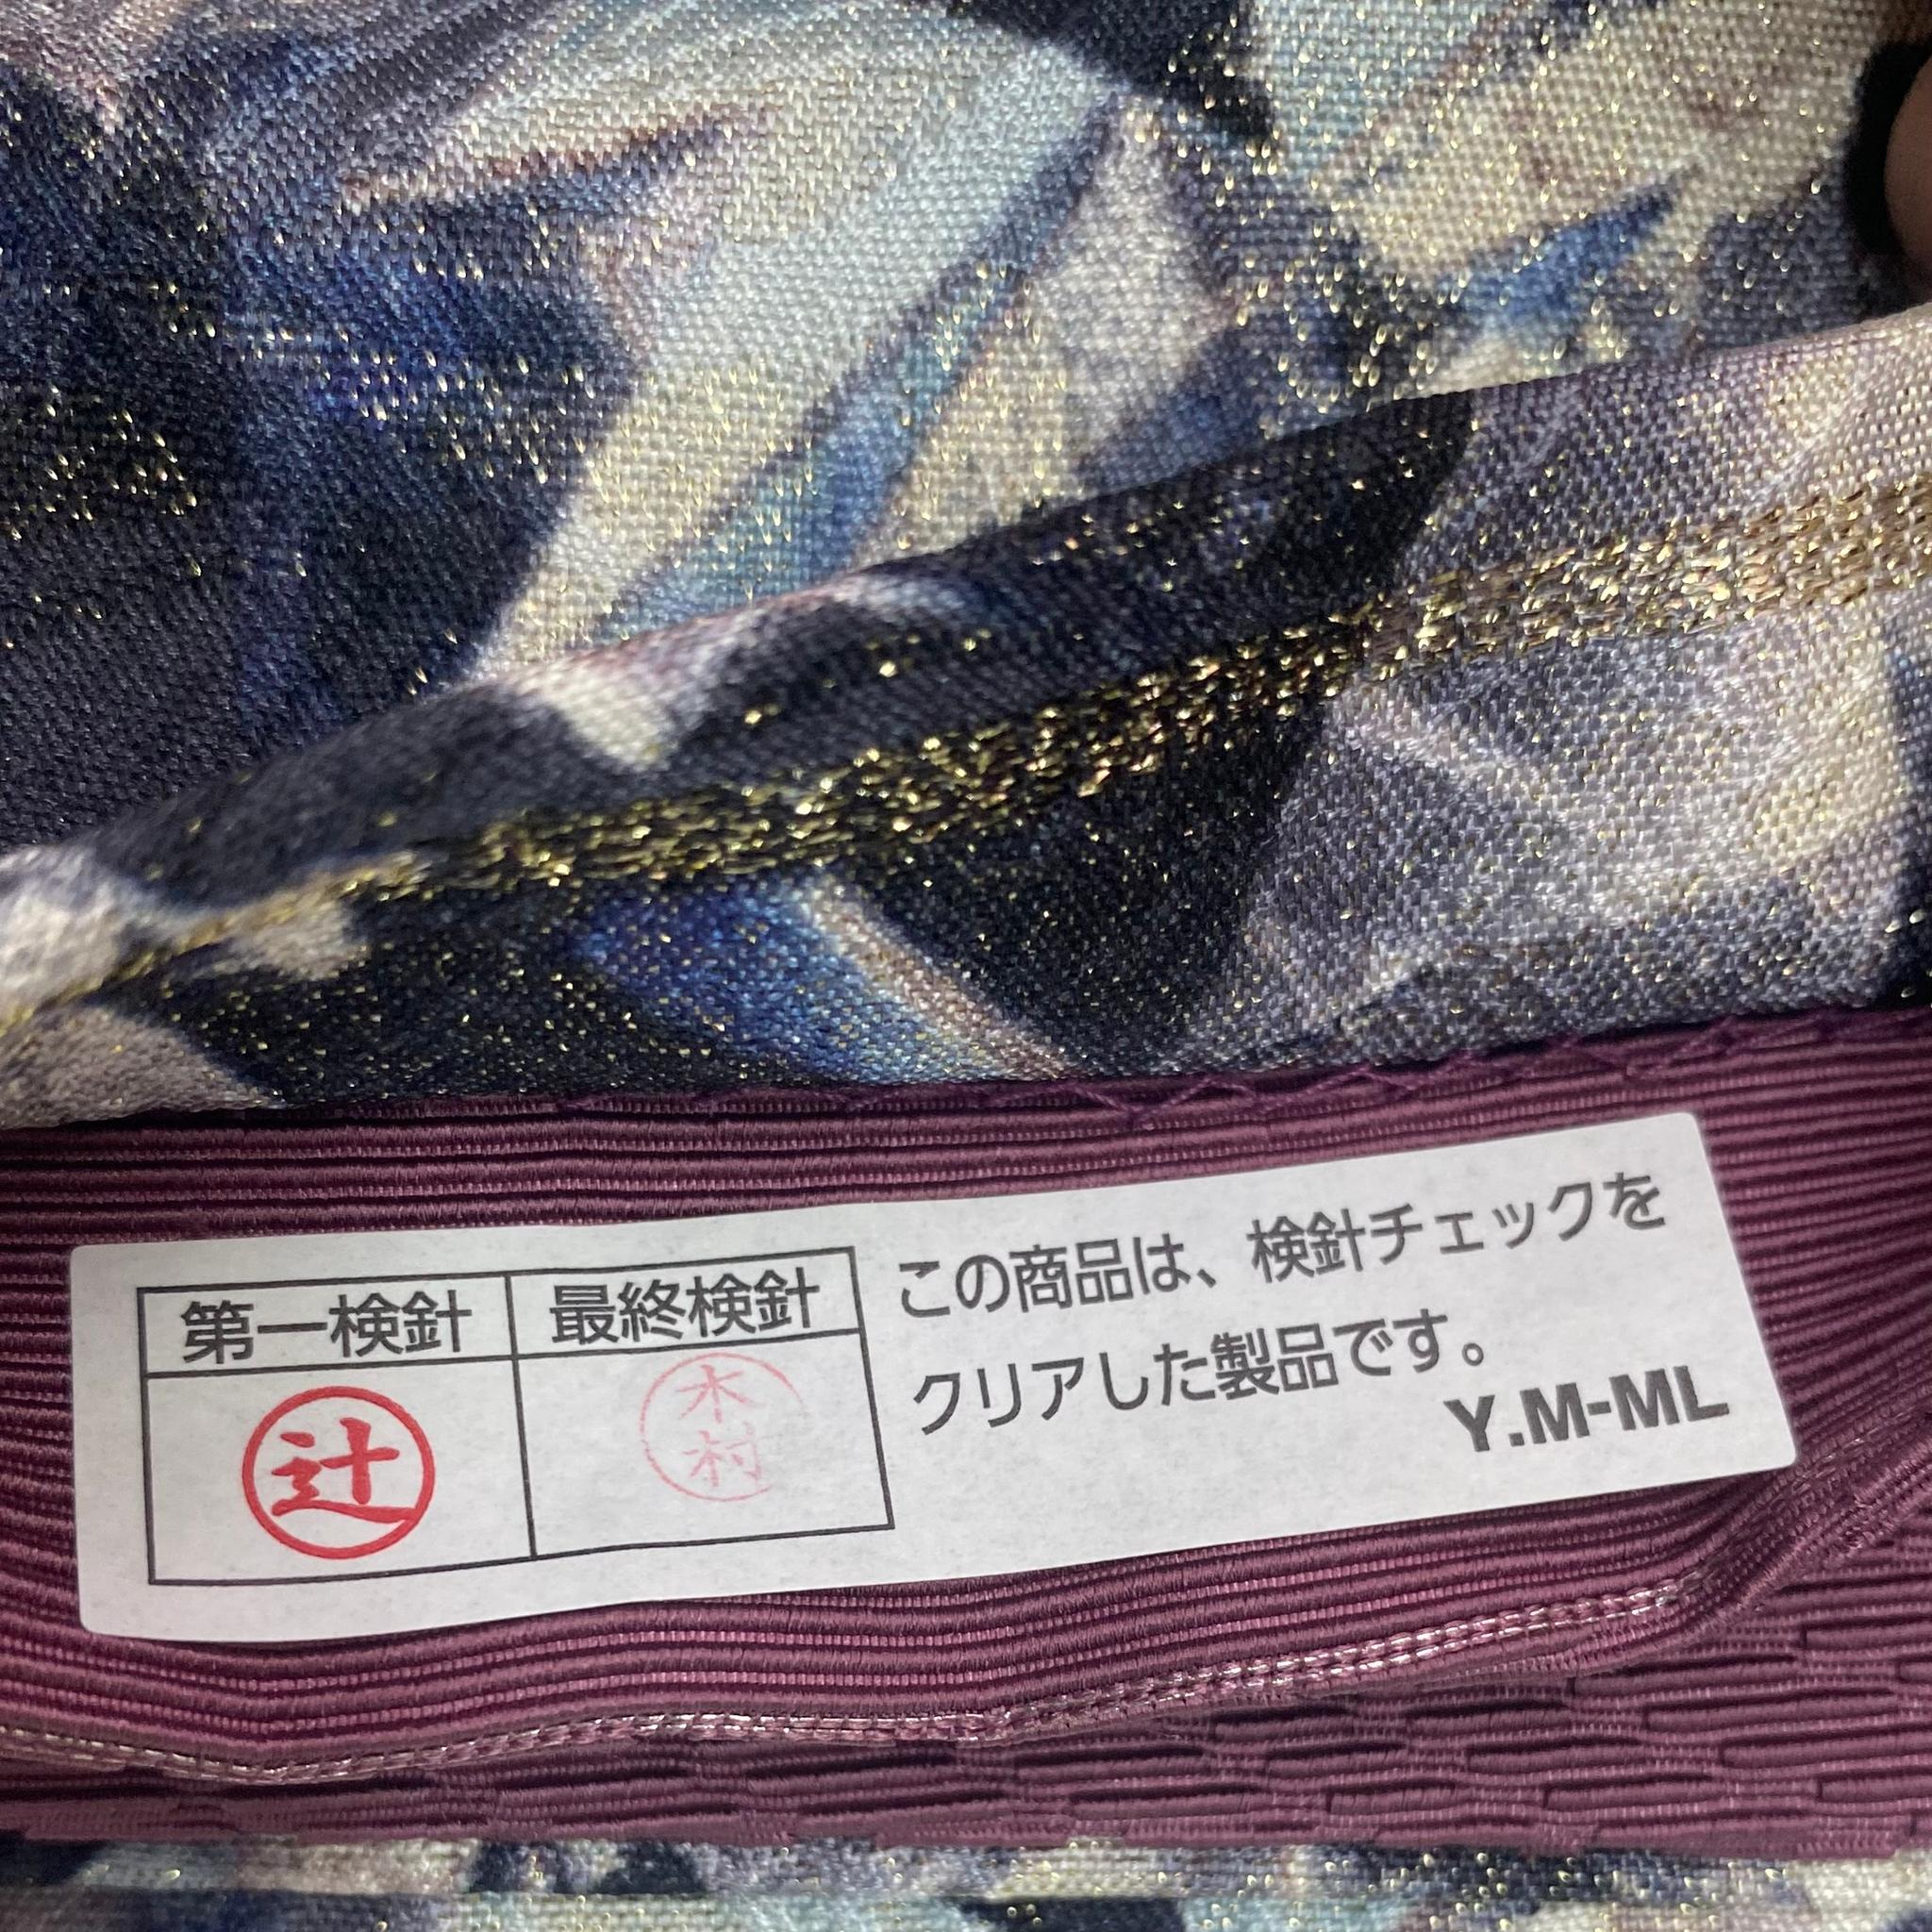 第一検針 最終検針
辻 木村
この商品は、検針チェックを
クリアした製品です。
Y.M-ML